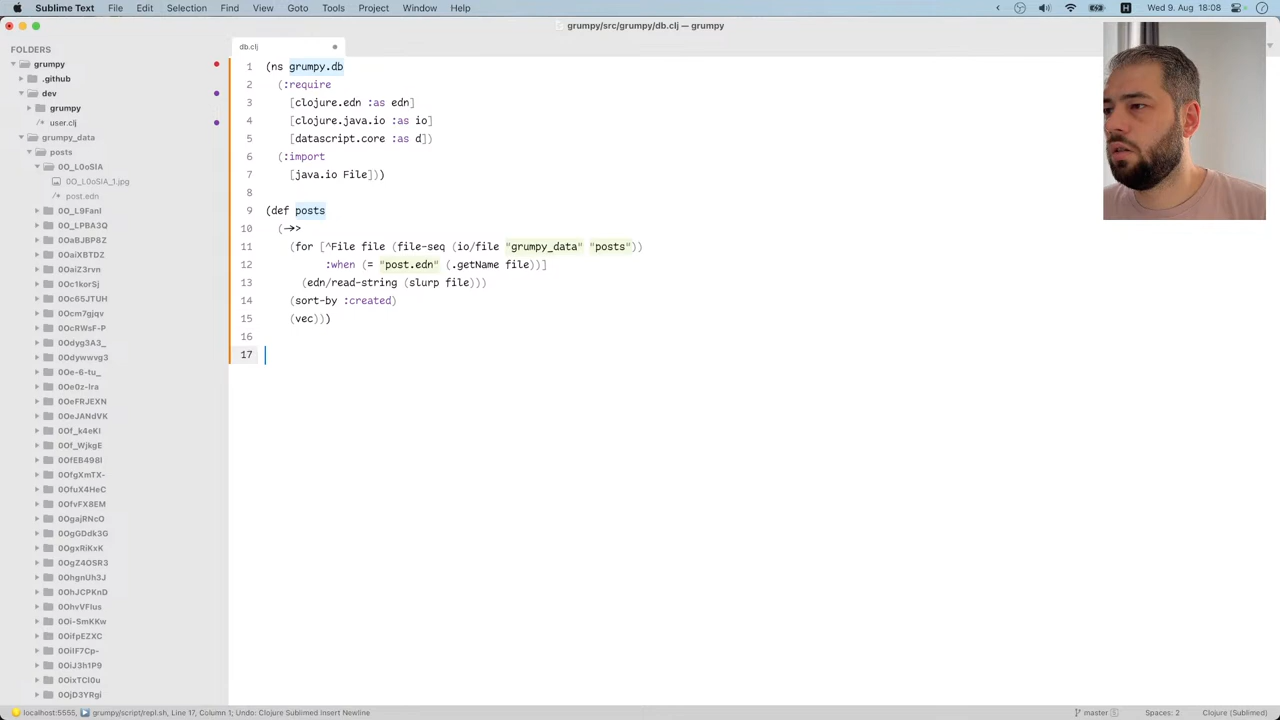 Sublime Text File Edit Selection Find View Goto Tools Project Window Help Wed 9. Aug 18:08
grumpy/src/grumpy/db.clj — grumpy
FOLDERS
grumpy
.github
dev
grumpy
user.clj
grumpy_data
posts
0O_L0oSIA
0O_L0oSIA_1.jpg
post.edn
0O_L9FanI
0O_LPBA3Q
0OaBJBP8Z
0OaiXBTDZ
0OaiZ3rvn
0Oc1korSj
0Oc65JTUH
0Ocm7gjqv
0OcRWsF-P
0Odyg3A3_
0Odywwvg3
0Oe-6-tu_
0Oe0z-Ira
0OeFRJEXN
0OeJANdVK
0Of_k4eKI
0Of_WjkgE
0OfEB498I
0OfgXmTX-
0OfuX4HeC
0OfvFX8EM
0OgajRNcO
0OgGDdk3G
0OgxRiKxK
0OgZ4OSR3
0OhgnUh3J
0OhJCPKnD
0OhvVFIus
0Oi-SmKKw
0OifpEZXC
0OiIF7Cp-
0OiJ3h1P9
0OixTCl0u
0OjD3YRgi
db.clj
1 (ns grumpy.db
2 (:require
3 [clojure.edn :as edn]
4 [clojure.java.io :as io]
5 [datascript.core :as d])
6 (:import
7 [java.io File]))
8
9 (def posts
10 (->>
11 (for [^File file (file-seq (io/file "grumpy_data" "posts"))
12 :when (= "post.edn" (.getName file))]
13 (edn/read-string (slurp file)))
14 (sort-by :created)
15 (vec)))
16
17
localhost:5555, grumpy/script/repl.sh, Line 17, Column 1; Undo: Clojure Sublimed Insert Newline master 5 Spaces: 2 Clojure (Sublimed)